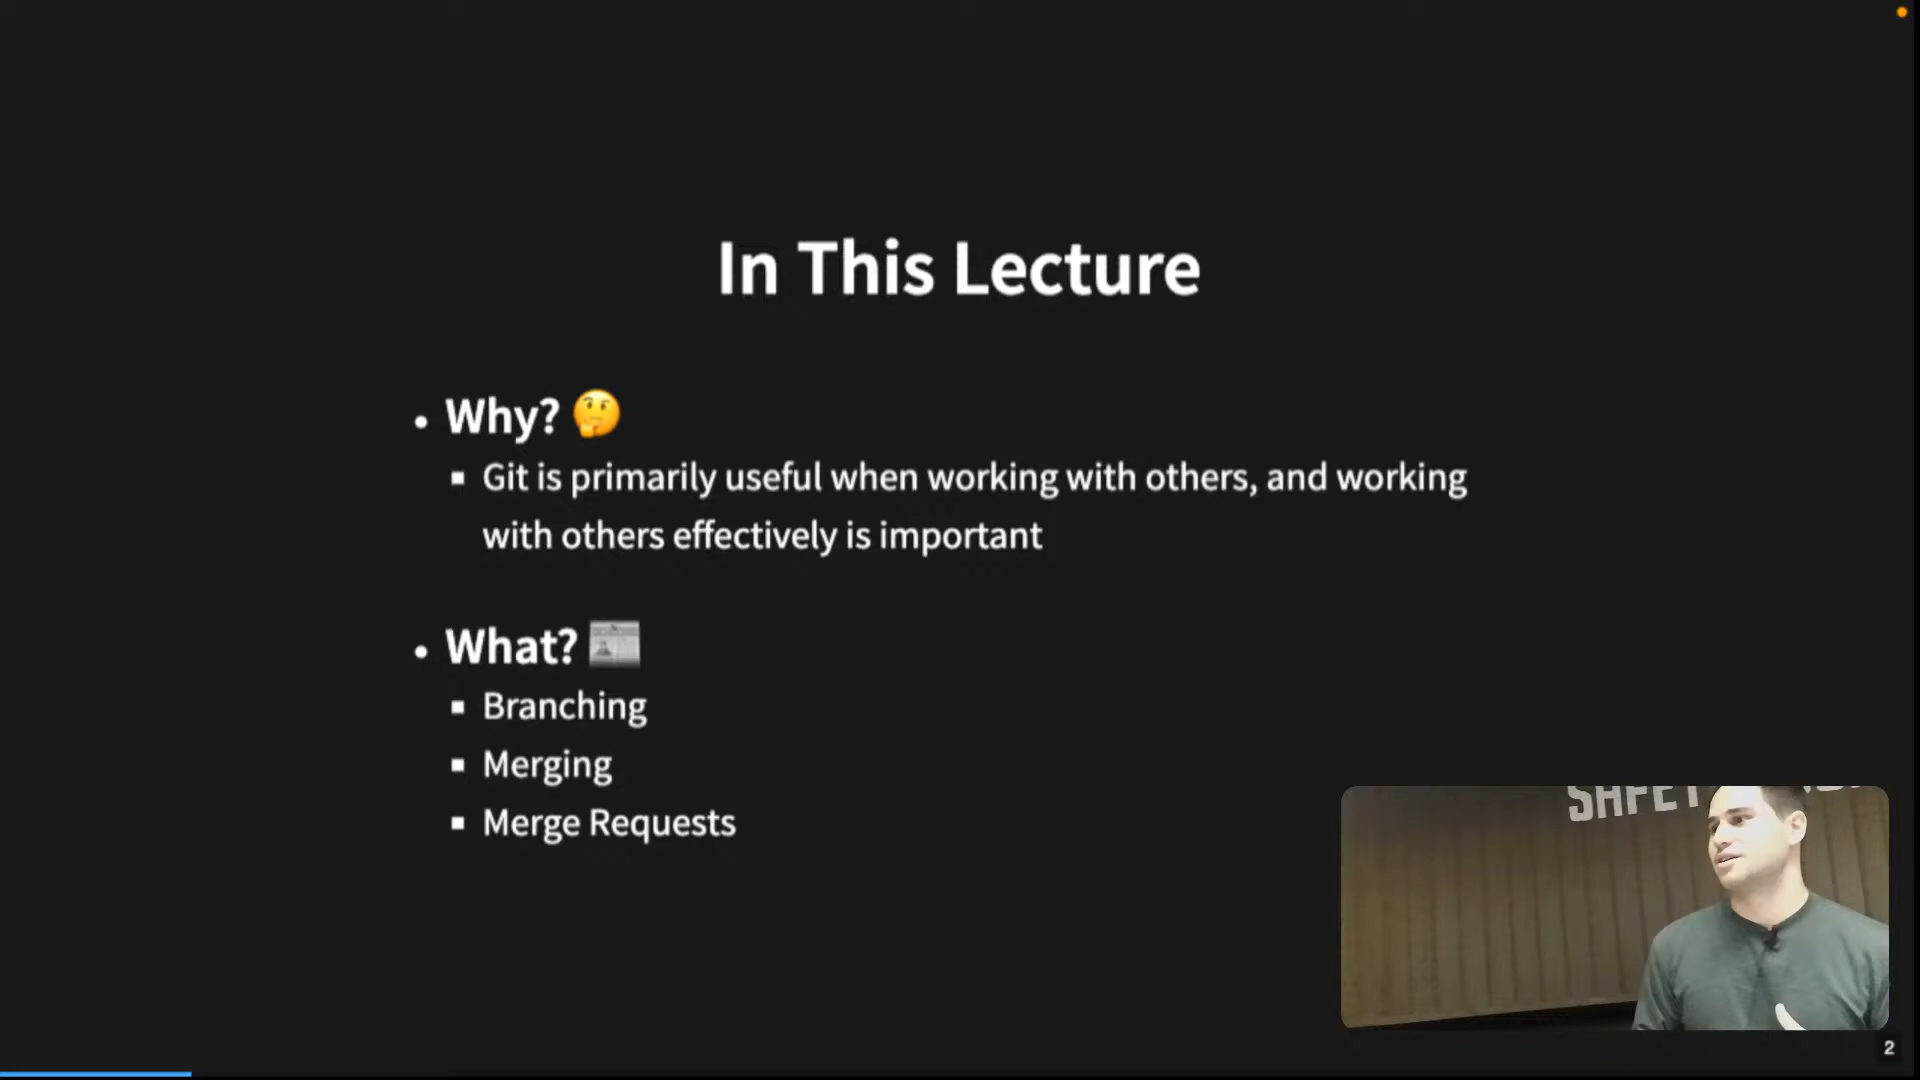 In This Lecture
• Why? 🤔
▪ Git is primarily useful when working with others, and working
with others effectively is important
• What? 📰
▪ Branching
▪ Merging
▪ Merge Requests
2